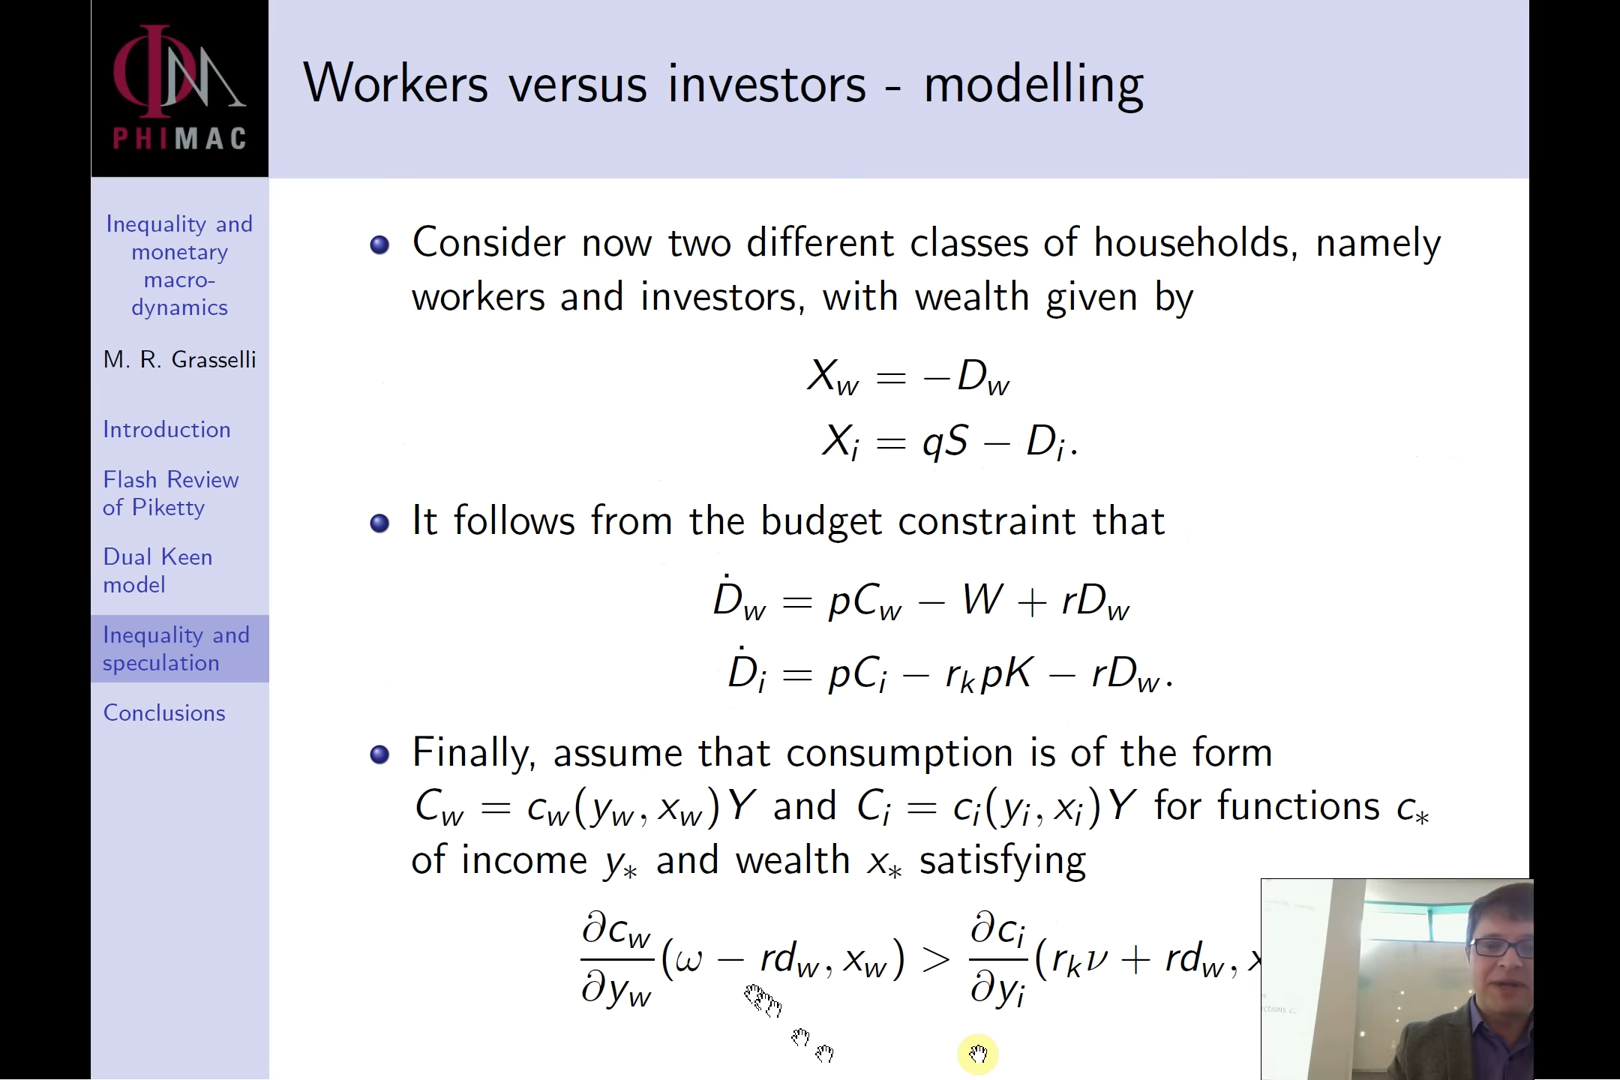 PHIMAC
Workers versus investors - modelling
Inequality and
monetary
macro-
dynamics
M. R. Grasselli
Introduction
Flash Review
of Piketty
Dual Keen
model
Inequality and
speculation
Conclusions
Consider now two different classes of households, namely
workers and investors, with wealth given by
X_w = −D_w
X_i = qS − D_i.
It follows from the budget constraint that
Ḋ_w = pC_w − W + rD_w
Ḋ_i = pC_i − r_k pK − rD_w.
Finally, assume that consumption is of the form
C_w = c_w(y_w, x_w)Y and C_i = c_i(y_i, x_i)Y for functions c_*
of income y_* and wealth x_* satisfying
∂c_w/∂y_w (ω − rd_w, x_w) > ∂c_i/∂y_i (r_k ν + rd_w, x